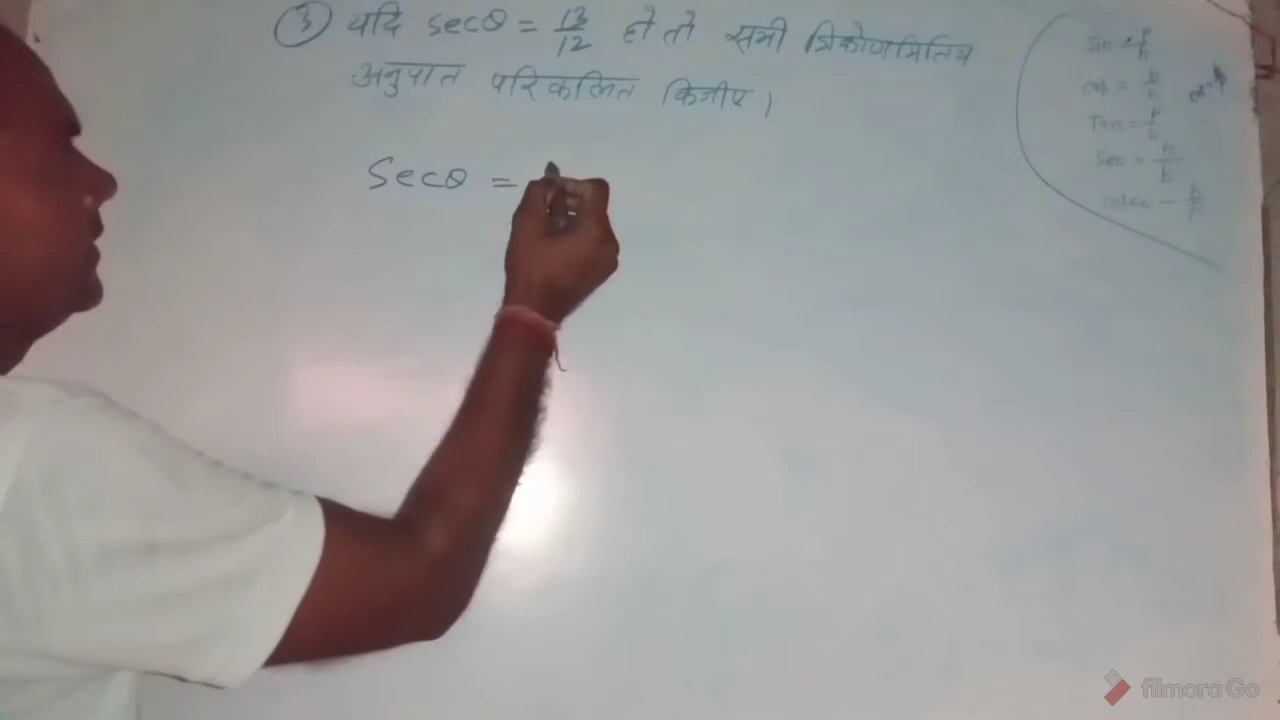 ③ यदि secθ = 13/12 हो तो सभी त्रिकोणमितिय
अनुपात परिकलित किजीए।
Secθ =
Sin = P/h
cos = b/h
Tan = P/b
Sec = h/b
cosec = h/P
filmora Go